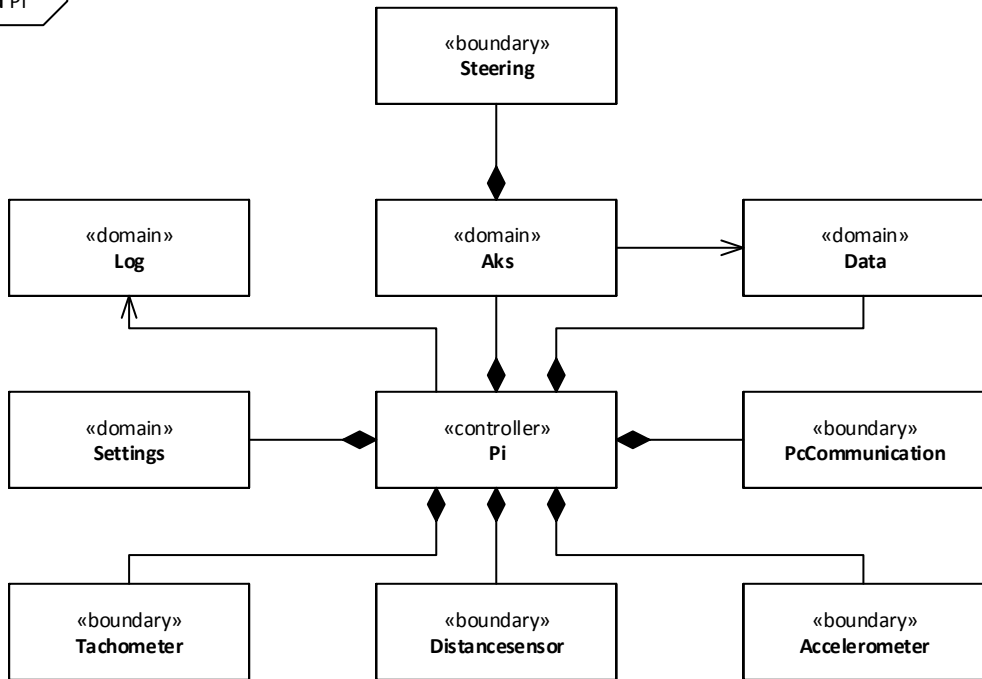 Pi
«boundary»
Steering
«domain»
Log
«domain»
Aks
«domain»
Data
«domain»
Settings
«controller»
Pi
«boundary»
PcCommunication
«boundary»
Tachometer
«boundary»
Distancesensor
«boundary»
Accelerometer